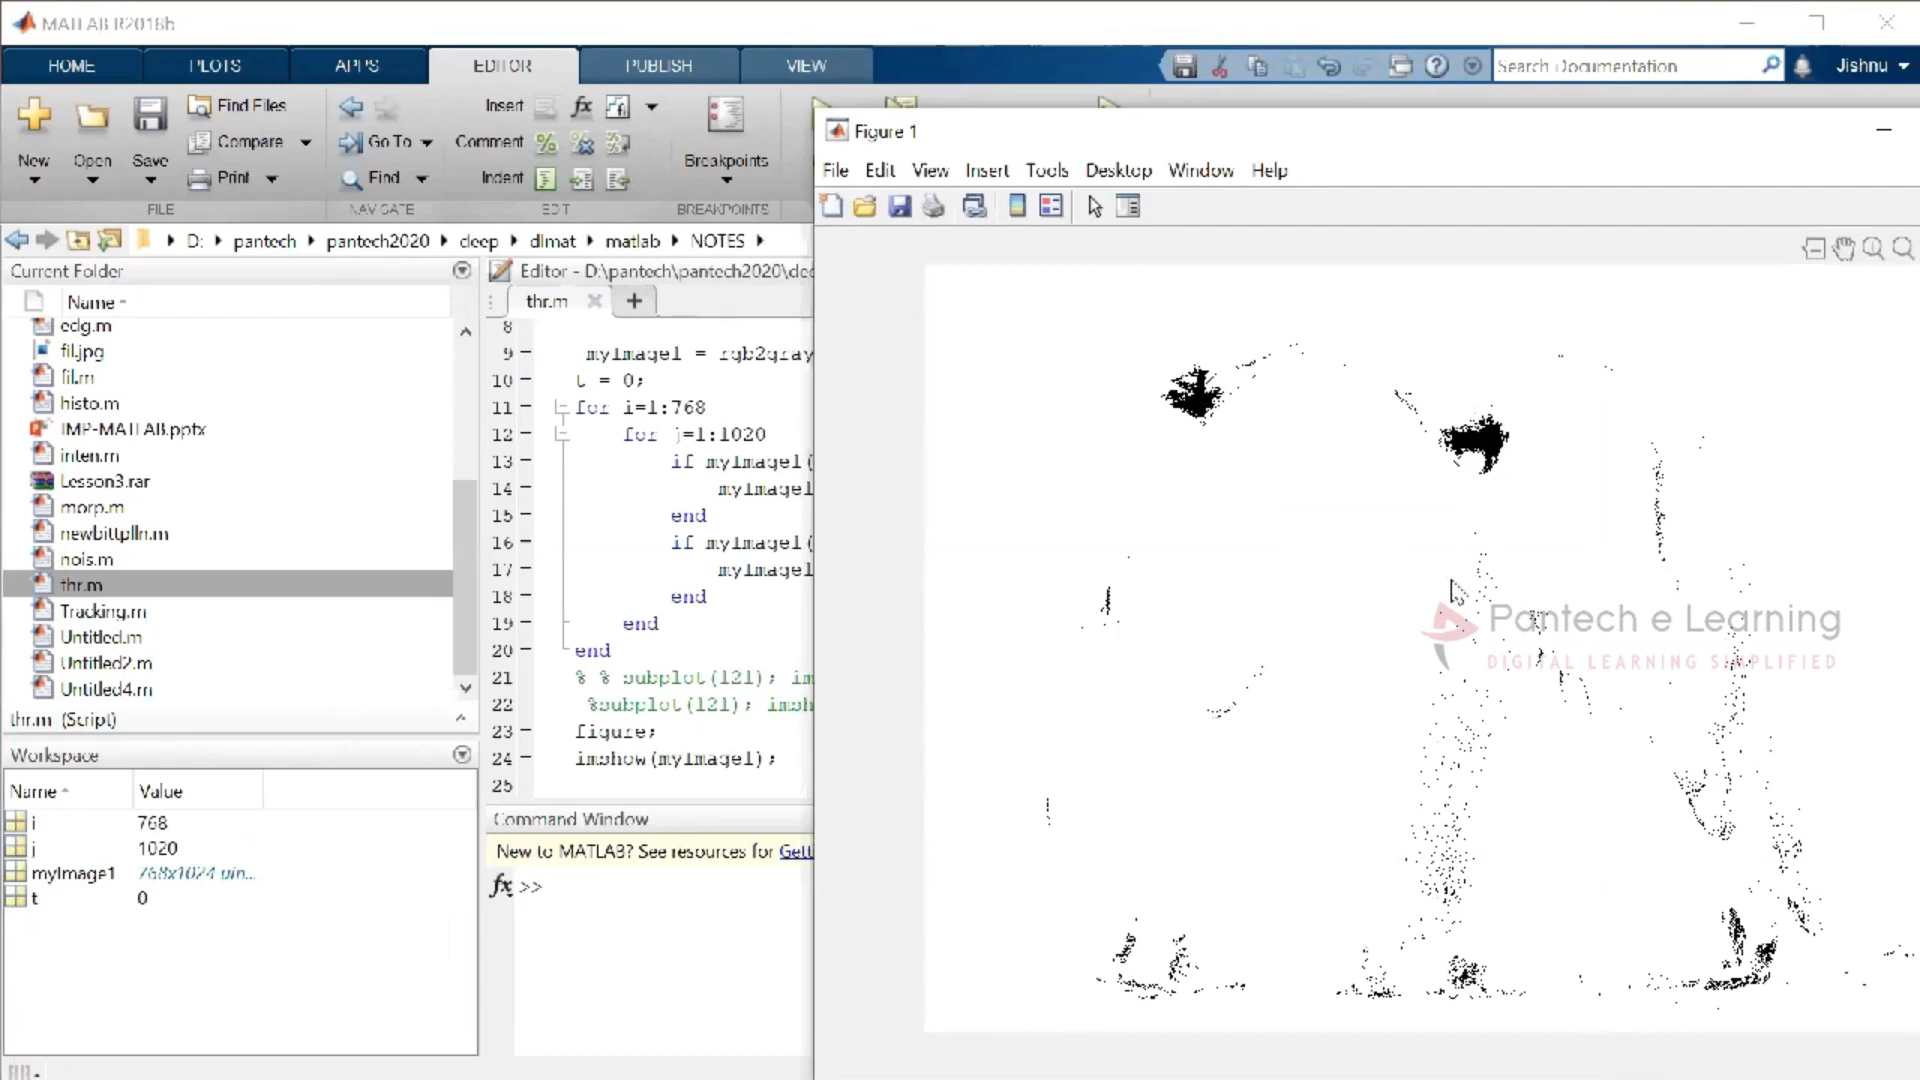 MATLAB R2018b
HOME PLOTS APPS EDITOR PUBLISH VIEW
Search Documentation
Jishnu
New Open Save
Find Files
Compare
Print
FILE
Go To
Find
NAVIGATE
Insert
Comment
Indent
EDIT
Breakpoints
BREAKPOINTS
D: pantech pantech2020 deep dlmat matlab NOTES
Current Folder
Name
edg.m
fil.jpg
fil.m
histo.m
IMP-MATLAB.pptx
inten.m
Lesson3.rar
morp.m
newbittplln.m
nois.m
thr.m
Tracking.m
Untitled.m
Untitled2.m
Untitled4.m
thr.m (Script)
Workspace
Name Value
i 768
j 1020
myImage1 768x1024 uin...
t 0
Editor - D:\pantech\pantech2020\dee
thr.m
8
9 myImage1 = rgb2gray
10 t = 0;
11 for i=1:768
12 for j=1:1020
13 if myImage1(
14 myImage1
15 end
16 if myImage1(
17 myImage1
18 end
19 end
20 end
21 % % subplot(121); im
22 %subplot(121); imsh
23 figure;
24 imshow(myImage1);
25
Command Window
New to MATLAB? See resources for Gett
fx >>
Figure 1
File Edit View Insert Tools Desktop Window Help
Pantech e Learning
DIGITAL LEARNING SIMPLIFIED